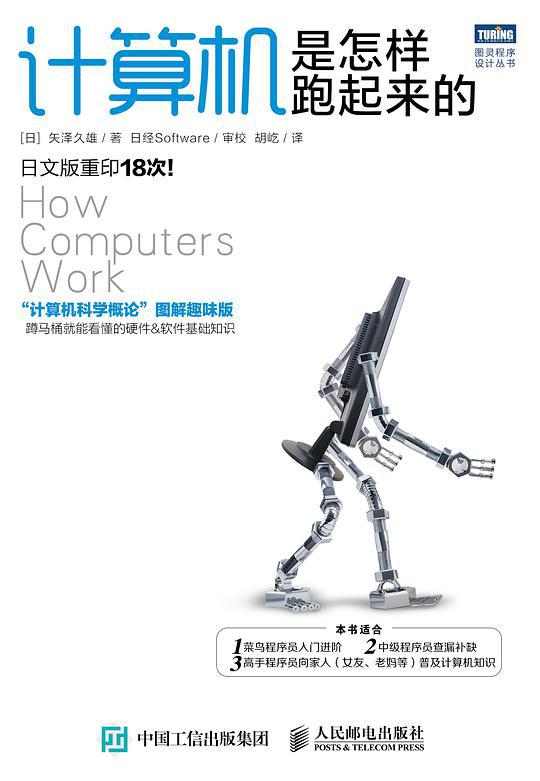 计算机是怎样
跑起来的
TURING
图灵程序
设计丛书
[日] 矢泽久雄 / 著 日经Software / 审校 胡屹 / 译
日文版重印18次!
How
Computers
Work
“计算机科学概论”图解趣味版
蹲马桶就能看懂的硬件&软件基础知识
本书适合
1菜鸟程序员入门进阶 2中级程序员查漏补缺
3高手程序员向家人（女友、老妈等）普及计算机知识
中国工信出版集团
人民邮电出版社
POSTS & TELECOM PRESS